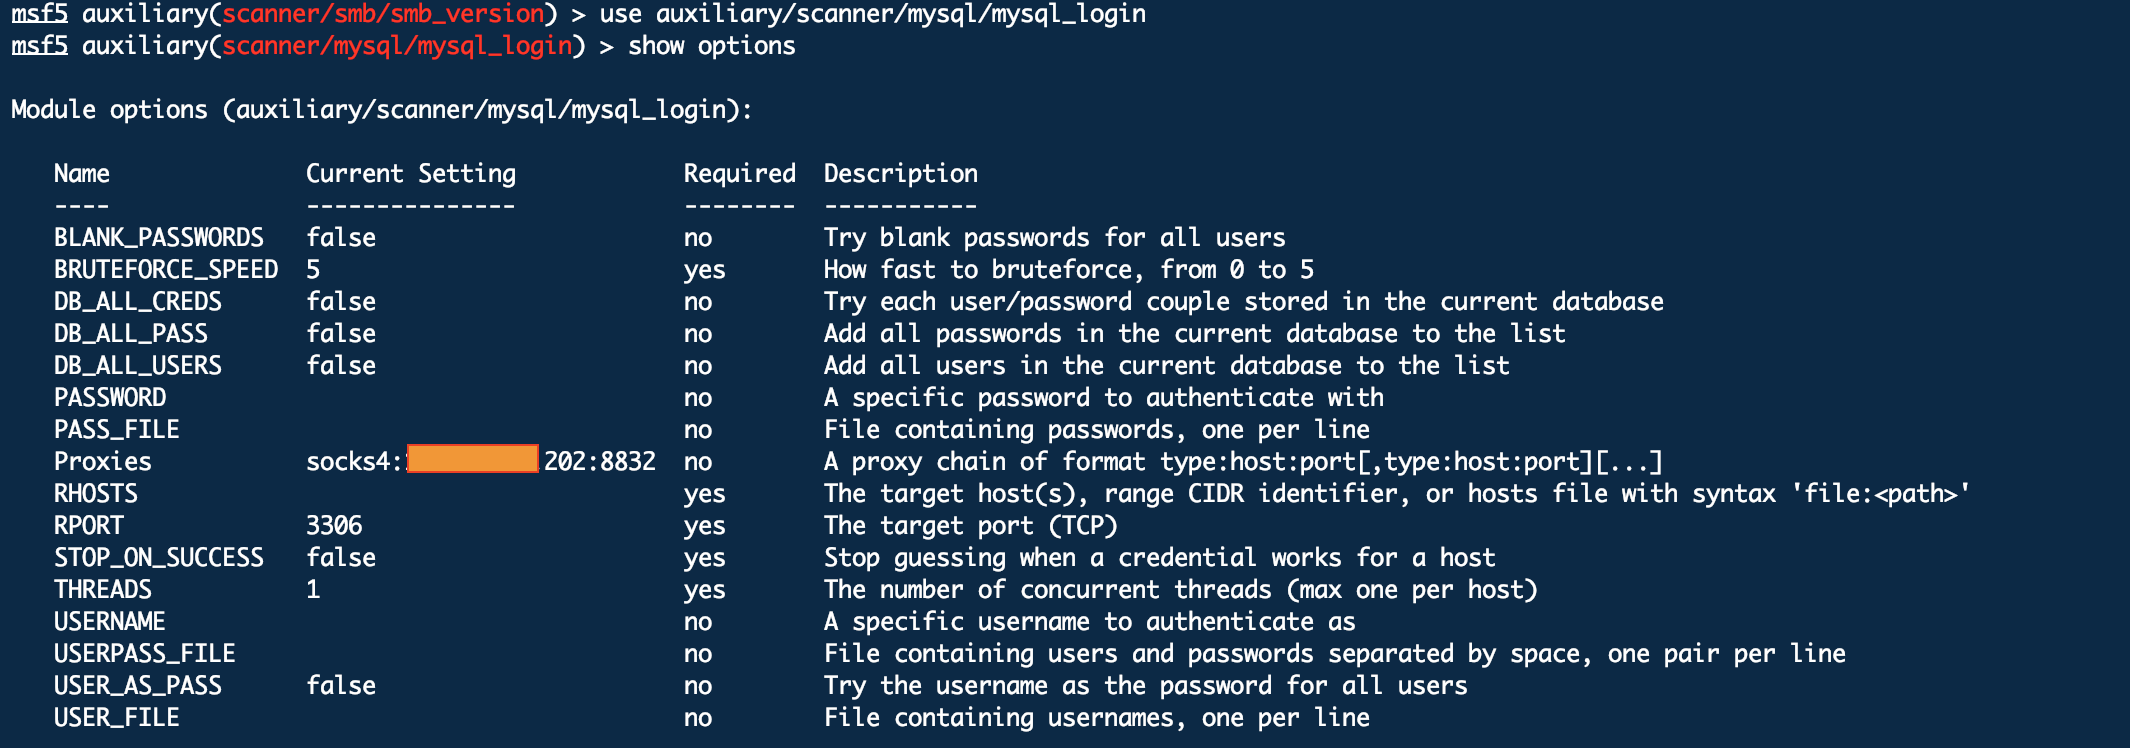 msf5 auxiliary(scanner/smb/smb_version) > use auxiliary/scanner/mysql/mysql_login
msf5 auxiliary(scanner/mysql/mysql_login) > show options
Module options (auxiliary/scanner/mysql/mysql_login):
Name Current Setting Required Description
---- --------------- -------- -----------
BLANK_PASSWORDS false no Try blank passwords for all users
BRUTEFORCE_SPEED 5 yes How fast to bruteforce, from 0 to 5
DB_ALL_CREDS false no Try each user/password couple stored in the current database
DB_ALL_PASS false no Add all passwords in the current database to the list
DB_ALL_USERS false no Add all users in the current database to the list
PASSWORD no A specific password to authenticate with
PASS_FILE no File containing passwords, one per line
Proxies socks4: 202:8832 no A proxy chain of format type:host:port[,type:host:port][...]
RHOSTS yes The target host(s), range CIDR identifier, or hosts file with syntax 'file:<path>'
RPORT 3306 yes The target port (TCP)
STOP_ON_SUCCESS false yes Stop guessing when a credential works for a host
THREADS 1 yes The number of concurrent threads (max one per host)
USERNAME no A specific username to authenticate as
USERPASS_FILE no File containing users and passwords separated by space, one pair per line
USER_AS_PASS false no Try the username as the password for all users
USER_FILE no File containing usernames, one per line